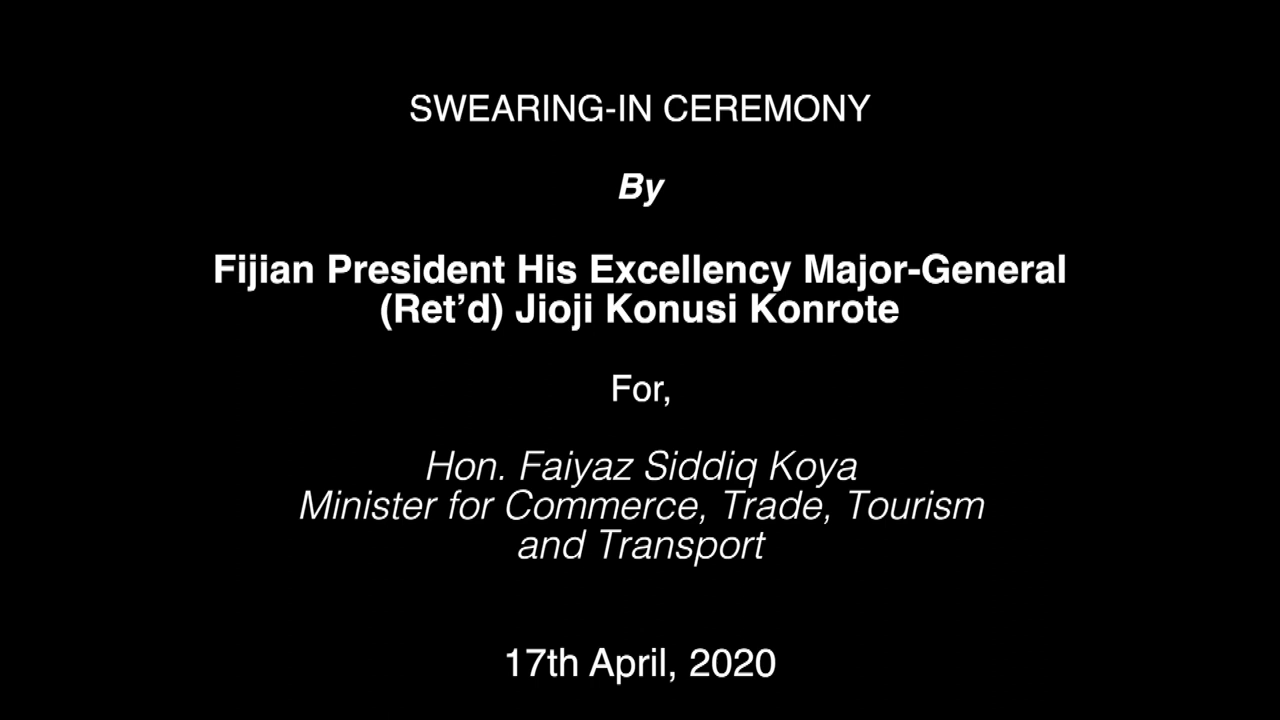 SWEARING-IN CEREMONY
By
Fijian President His Excellency Major-General
(Ret’d) Jioji Konusi Konrote
For,
Hon. Faiyaz Siddiq Koya
Minister for Commerce, Trade, Tourism
and Transport
17th April, 2020